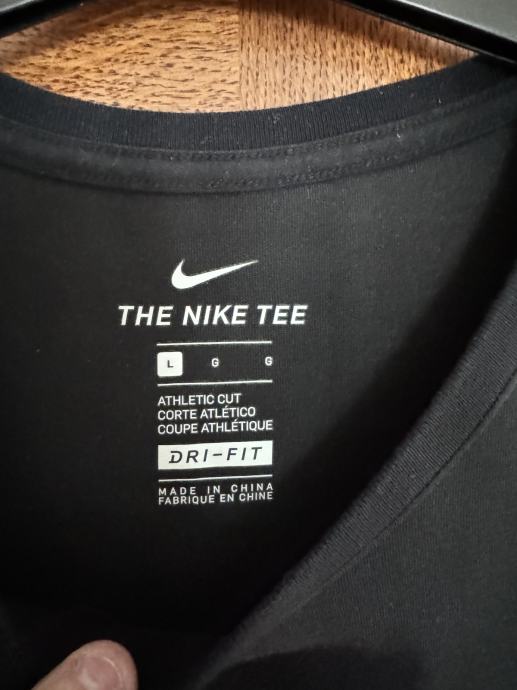 THE NIKE TEE
L G G
ATHLETIC CUT
CORTE ATLÉTICO
COUPE ATHLÉTIQUE
DRI-FIT
MADE IN CHINA
FABRIQUE EN CHINE